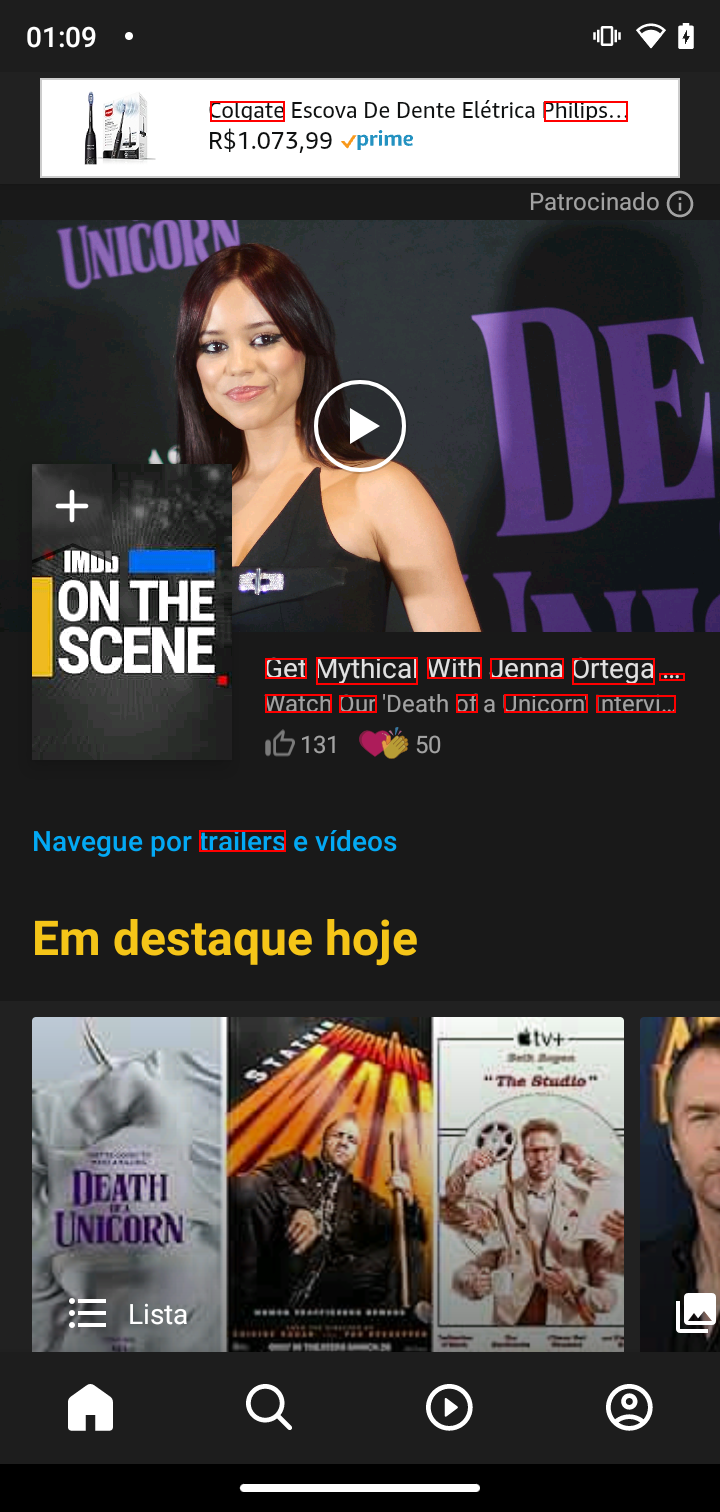 01:09
Colgate Escova De Dente Elétrica Philips...
R$1.073,99 prime
Patrocinado
UNICORN
DE
UNIC
IMDb
ON THE
SCENE
Get Mythical With Jenna Ortega ...
Watch Our 'Death of a Unicorn' Intervi...
131 50
Navegue por trailers e vídeos
Em destaque hoje
STATHAM
WORKING
MAN
tv+
Seth Rogen
"The Studio"
DEATH
OF A
UNICORN
Lista